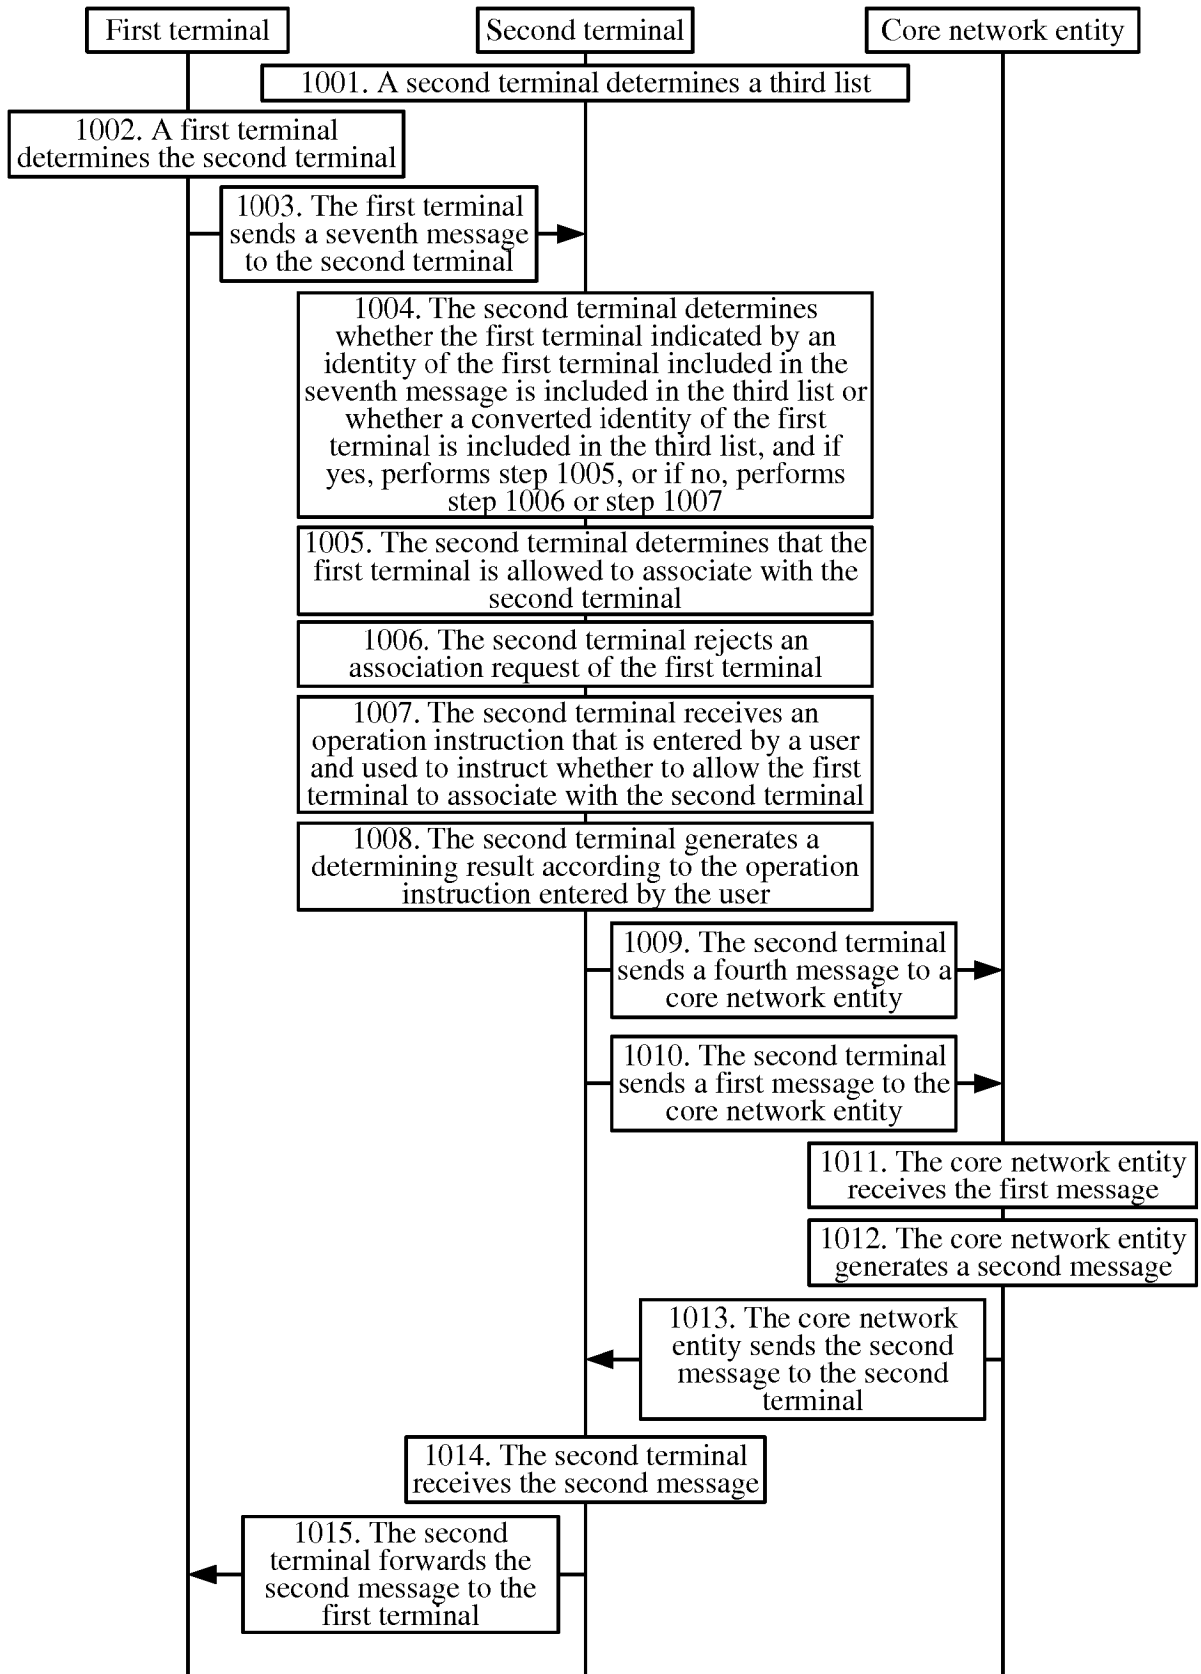 First terminal
Second terminal
Core network entity
1001. A second terminal determines a third list
1002. A first terminal
determines the second terminal
1003. The first terminal
sends a seventh message
to the second terminal
1004. The second terminal determines
whether the first terminal indicated by an
identity of the first terminal included in the
seventh message is included in the third list or
whether a converted identity of the first
terminal is included in the third list, and if
yes, performs step 1005, or if no, performs
step 1006 or step 1007
1005. The second terminal determines that the
first terminal is allowed to associate with the
second terminal
1006. The second terminal rejects an
association request of the first terminal
1007. The second terminal receives an
operation instruction that is entered by a user
and used to instruct whether to allow the first
terminal to associate with the second terminal
1008. The second terminal generates a
determining result according to the operation
instruction entered by the user
1009. The second terminal
sends a fourth message to a
core network entity
1010. The second terminal
sends a first message to the
core network entity
1011. The core network entity
receives the first message
1012. The core network entity
generates a second message
1013. The core network
entity sends the second
message to the second
terminal
1014. The second terminal
receives the second message
1015. The second
terminal forwards the
second message to the
first terminal